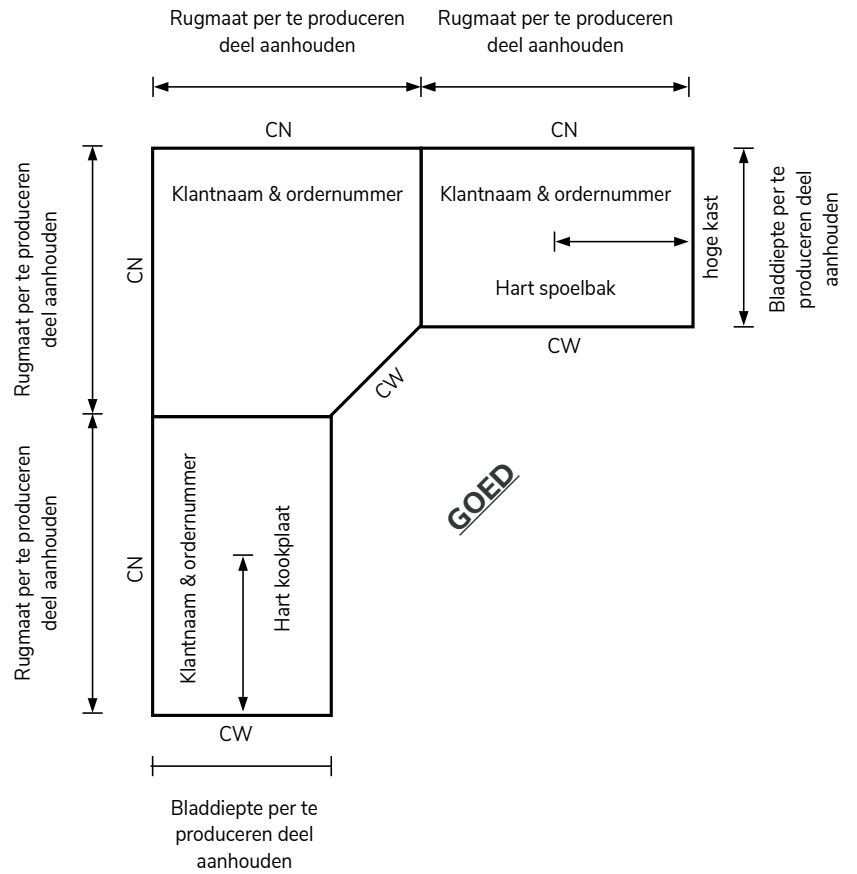 Rugmaat per te produceren
deel aanhouden
Rugmaat per te produceren
deel aanhouden
CN
CN
Rugmaat per te produceren
deel aanhouden
CN
Klantnaam & ordernummer
Klantnaam & ordernummer
Hart spoelbak
hoge kast
Bladdiepte per te
produceren deel
aanhouden
CW
CW
GOED
Rugmaat per te produceren
deel aanhouden
CN
Klantnaam & ordernummer
Hart kookplaat
CW
Bladdiepte per te
produceren deel
aanhouden